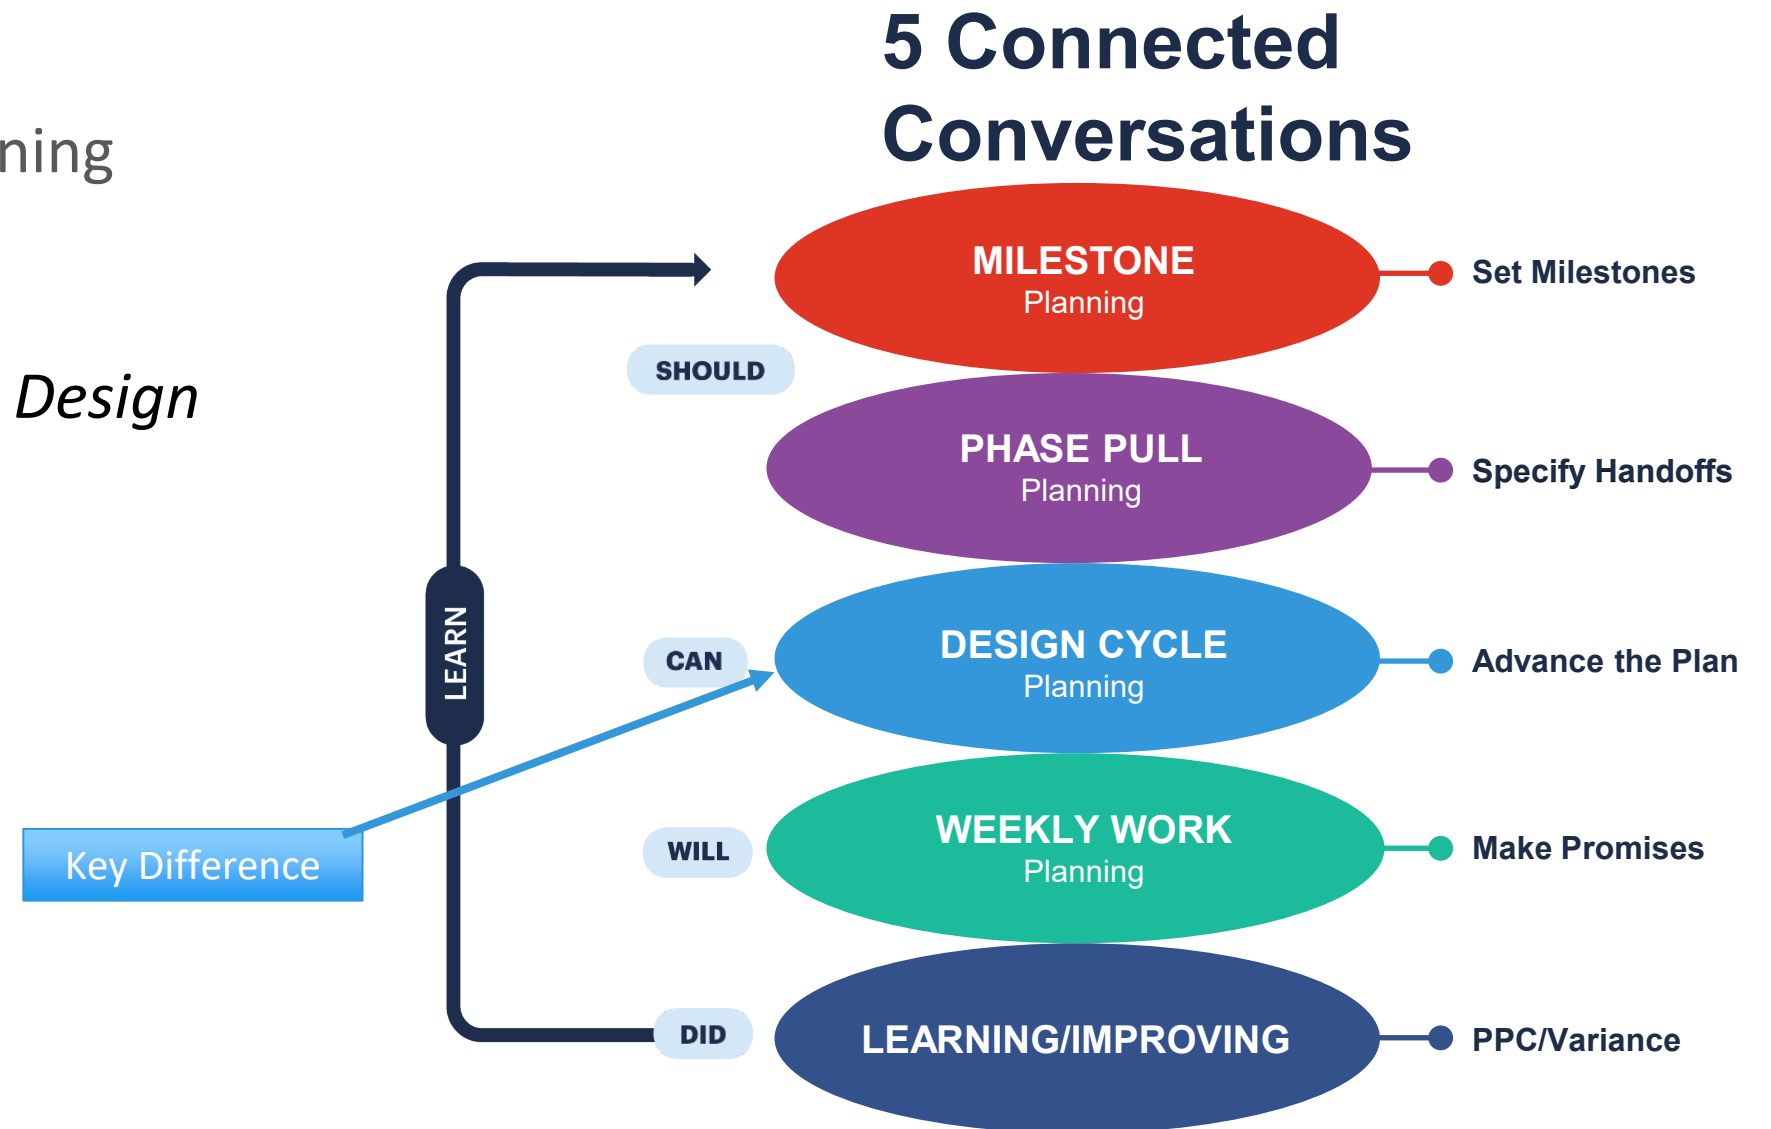 5 Connected
Conversations
ning
Design
MILESTONE
Planning
Set Milestones
SHOULD
PHASE PULL
Planning
Specify Handoffs
LEARN
CAN
DESIGN CYCLE
Planning
Advance the Plan
Key Difference
WILL
WEEKLY WORK
Planning
Make Promises
DID
LEARNING/IMPROVING
PPC/Variance